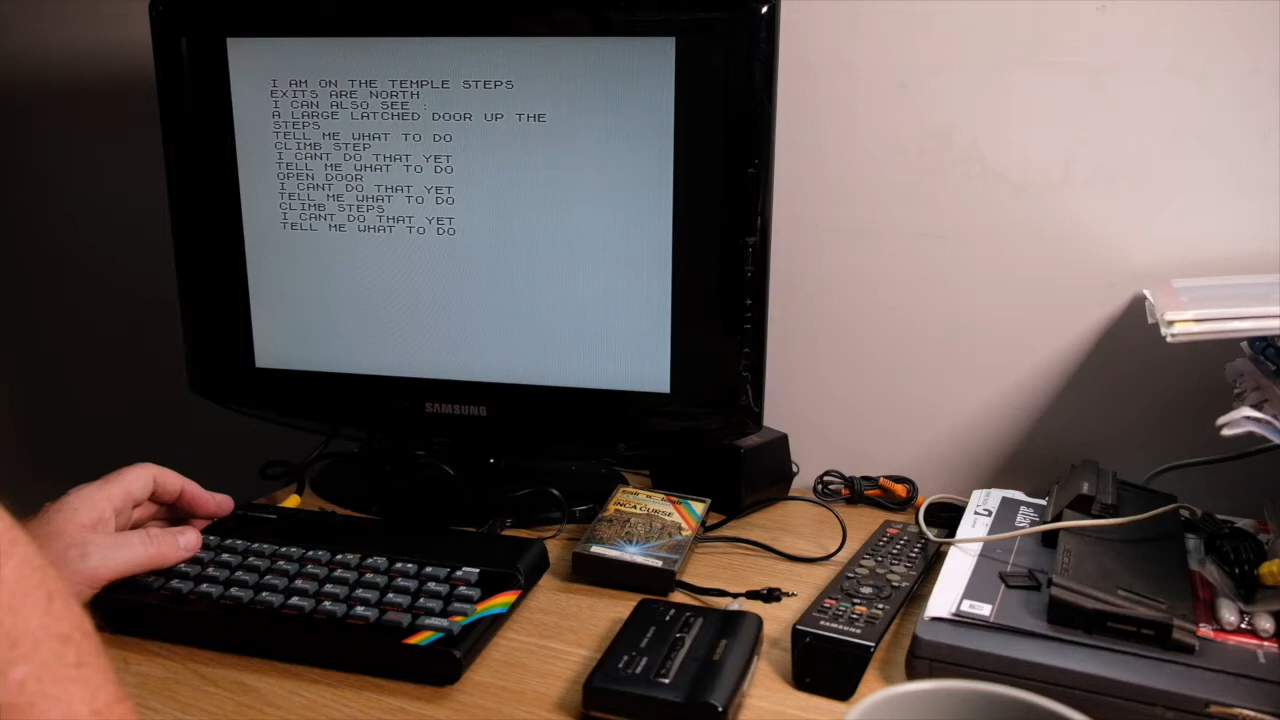 I AM ON THE TEMPLE STEPS
EXITS ARE NORTH
I CAN ALSO SEE :
A LARGE LATCHED DOOR UP THE
STEPS
TELL ME WHAT TO DO
CLIMB STEP
I CANT DO THAT YET
TELL ME WHAT TO DO
OPEN DOOR
I CANT DO THAT YET
TELL ME WHAT TO DO
CLIMB STEPS
I CANT DO THAT YET
TELL ME WHAT TO DO
SAMSUNG
sinclair
INCA CURSE
SPACE
SAMSUNG
atlas